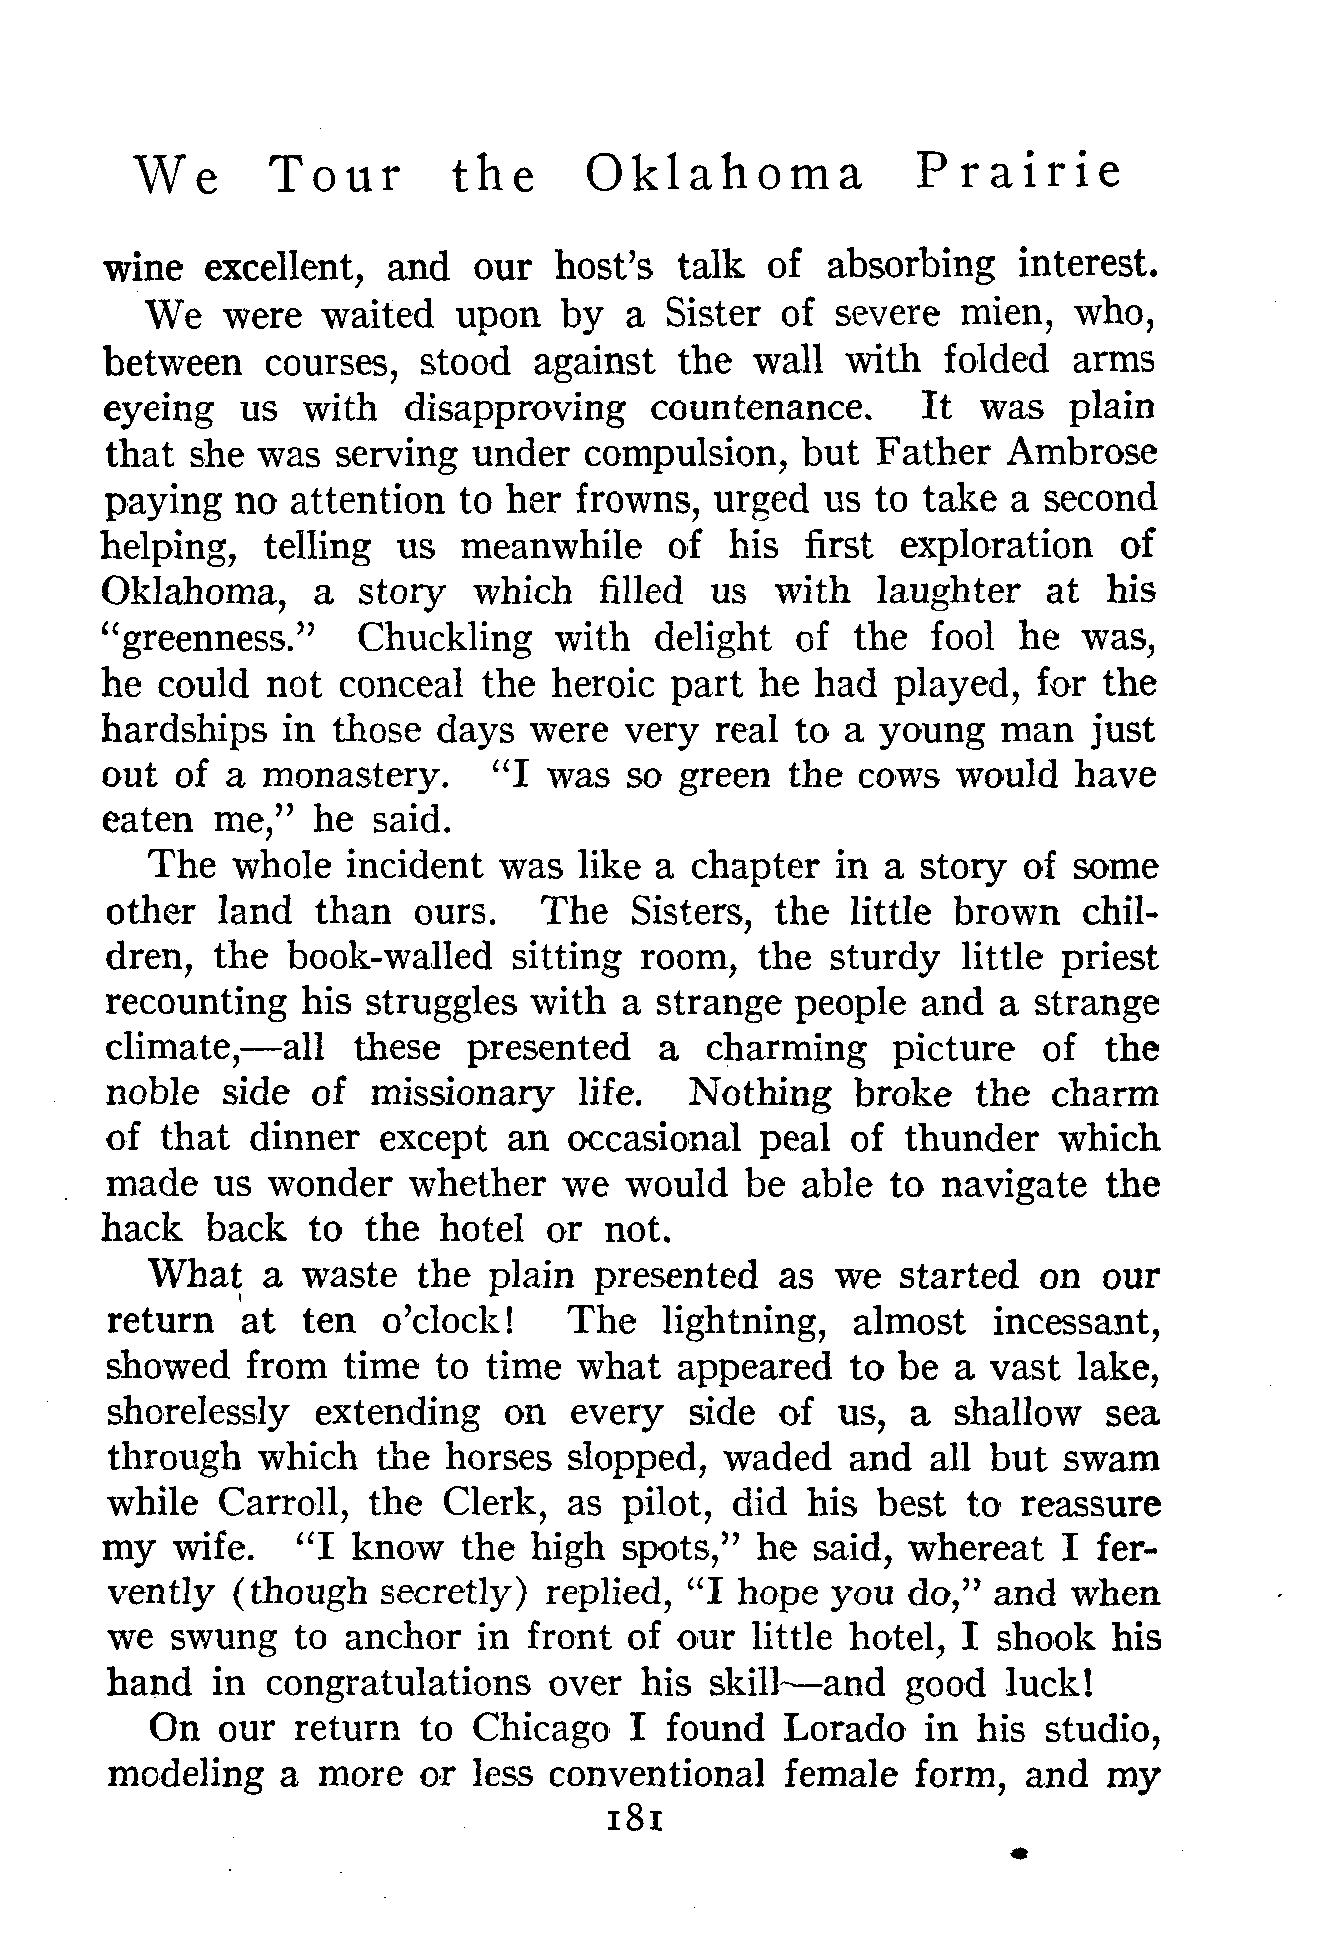 We Tour the Oklahoma Prairie
wine excellent, and our host's talk of absorbing interest.
We were waited upon by a Sister of severe mien, who,
between courses, stood against the wall with folded arms
eyeing us with disapproving countenance. It was plain
that she was serving under compulsion, but Father Ambrose
paying no attention to her frowns, urged us to take a second
helping, telling us meanwhile of his first exploration of
Oklahoma, a story which filled us with laughter at his
“greenness.” Chuckling with delight of the fool he was,
he could not conceal the heroic part he had played, for the
hardships in those days were very real to a young man just
out of a monastery. “I was so green the cows would have
eaten me,” he said.
The whole incident was like a chapter in a story of some
other land than ours. The Sisters, the little brown chil-
dren, the book-walled sitting room, the sturdy little priest
recounting his struggles with a strange people and a strange
climate,—all these presented a charming picture of the
noble side of missionary life. Nothing broke the charm
of that dinner except an occasional peal of thunder which
made us wonder whether we would be able to navigate the
hack back to the hotel or not.
What a waste the plain presented as we started on our
return at ten o'clock! The lightning, almost incessant,
showed from time to time what appeared to be a vast lake,
shorelessly extending on every side of us, a shallow sea
through which the horses slopped, waded and all but swam
while Carroll, the Clerk, as pilot, did his best to reassure
my wife. “I know the high spots,” he said, whereat I fer-
vently (though secretly) replied, “I hope you do,” and when
we swung to anchor in front of our little hotel, I shook his
hand in congratulations over his skill—and good luck!
On our return to Chicago I found Lorado in his studio,
modeling a more or less conventional female form, and my
181